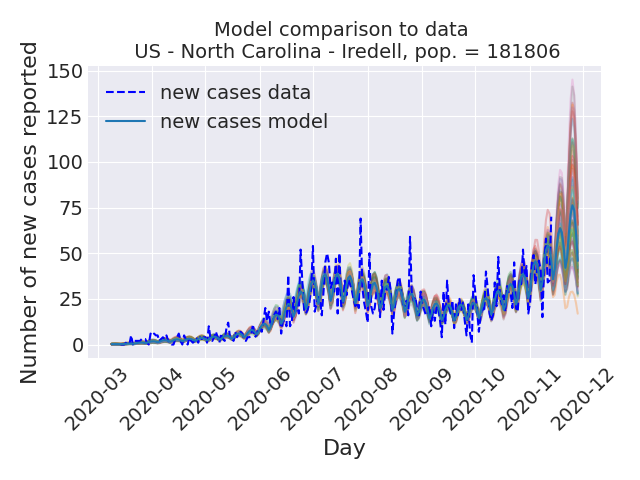 Model comparison to data
US - North Carolina - Iredell, pop. = 181806
Number of new cases reported
150
125
100
75
50
25
0
new cases data
new cases model
2020-03
2020-04
2020-05
2020-06
2020-07
2020-08
2020-09
2020-10
2020-11
2020-12
Day